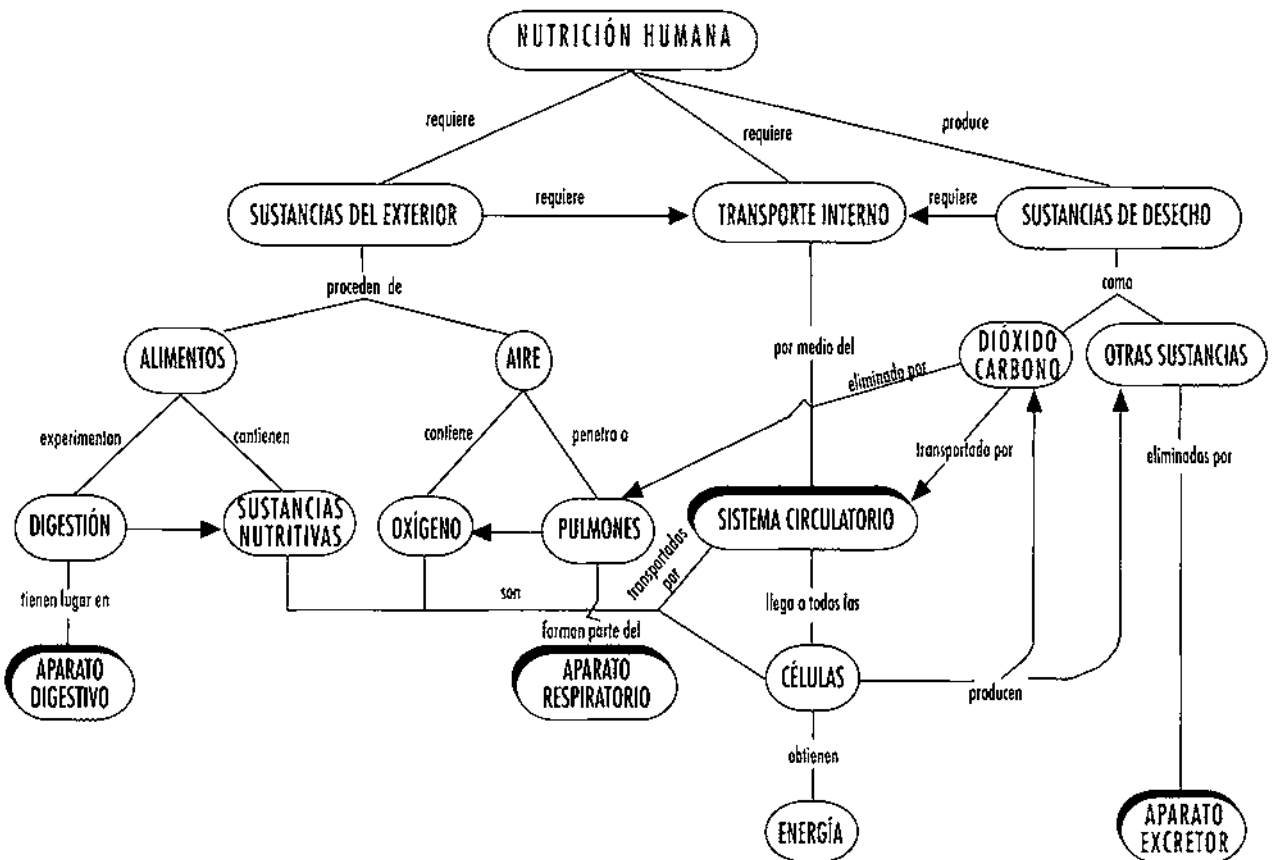 NUTRICIÓN HUMANA
requiere
requiere
produce
SUSTANCIAS DEL EXTERIOR
requiere
TRANSPORTE INTERNO
requiere
SUSTANCIAS DE DESECHO
proceden de
como
ALIMENTOS
AIRE
por medio del
DIÓXIDO
CARBONO
OTRAS SUSTANCIAS
eliminado por
experimentan
contienen
contiene
penetra a
transportado por
eliminadas por
DIGESTIÓN
SUSTANCIAS
NUTRITIVAS
OXÍGENO
PULMONES
SISTEMA CIRCULATORIO
transportados
por
tienen lugar en
son
llega a todas las
forman parte del
APARATO
DIGESTIVO
APARATO
RESPIRATORIO
CÉLULAS
producen
obtienen
ENERGÍA
APARATO
EXCRETOR